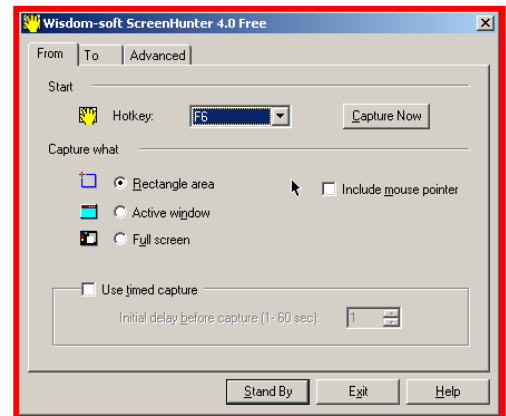 Wisdom-soft ScreenHunter 4.0 Free
From To Advanced
Start
Hotkey: F6 Capture Now
Capture what
Rectangle area Include mouse pointer
Active window
Full screen
Use timed capture
Initial delay before capture (1- 60 sec): 1
Stand By Exit Help